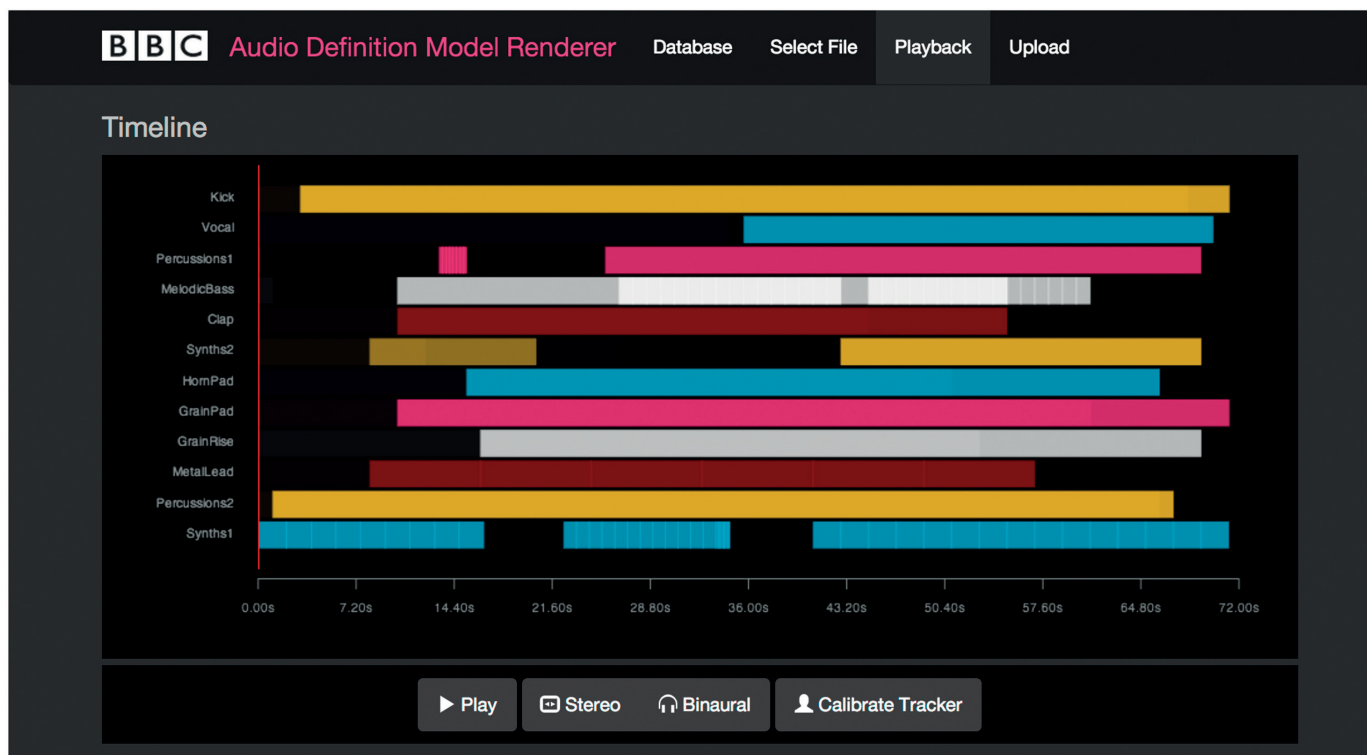 BBC Audio Definition Model Renderer Database Select File Playback Upload
Timeline
Kick
Vocal
Percussions1
MelodicBass
Clap
Synths2
HornPad
GrainPad
GrainRise
MetalLead
Percussions2
Synths1
0.00s 7.20s 14.40s 21.60s 28.80s 36.00s 43.20s 50.40s 57.60s 64.80s 72.00s
Play Stereo Binaural Calibrate Tracker